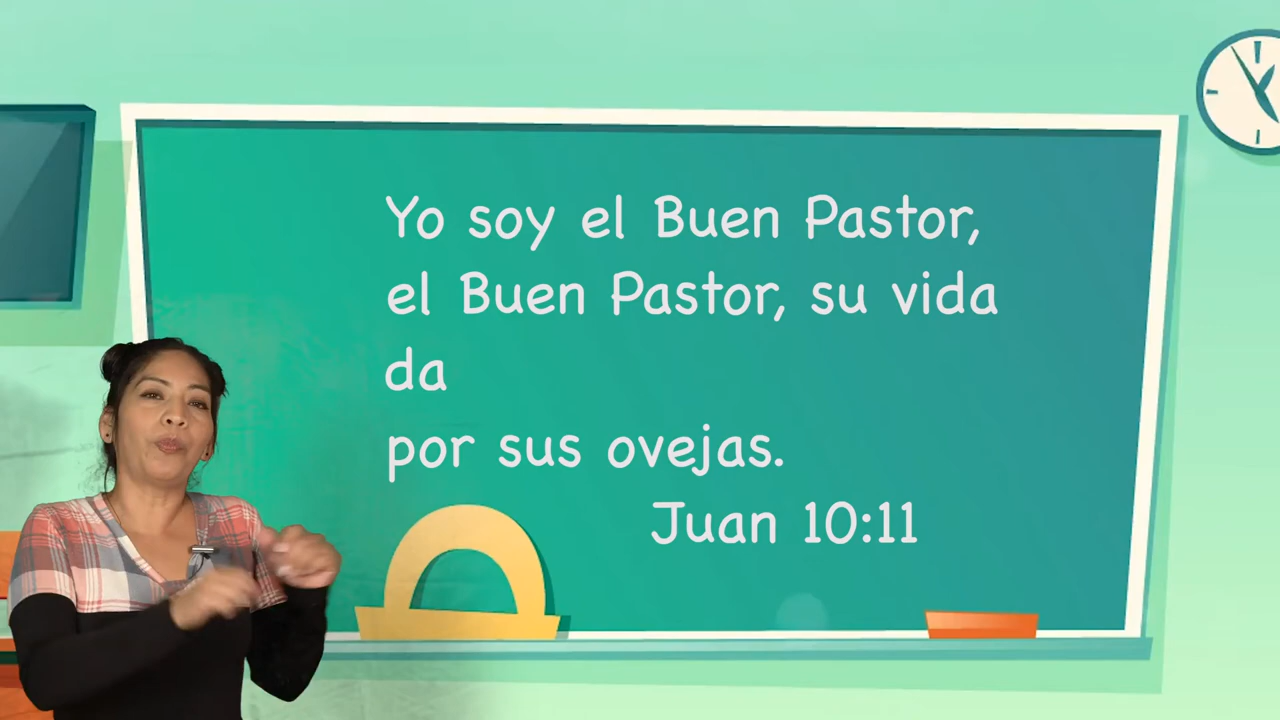 Yo soy el Buen Pastor,
el Buen Pastor, su vida
da
por sus ovejas.
Juan 10:11